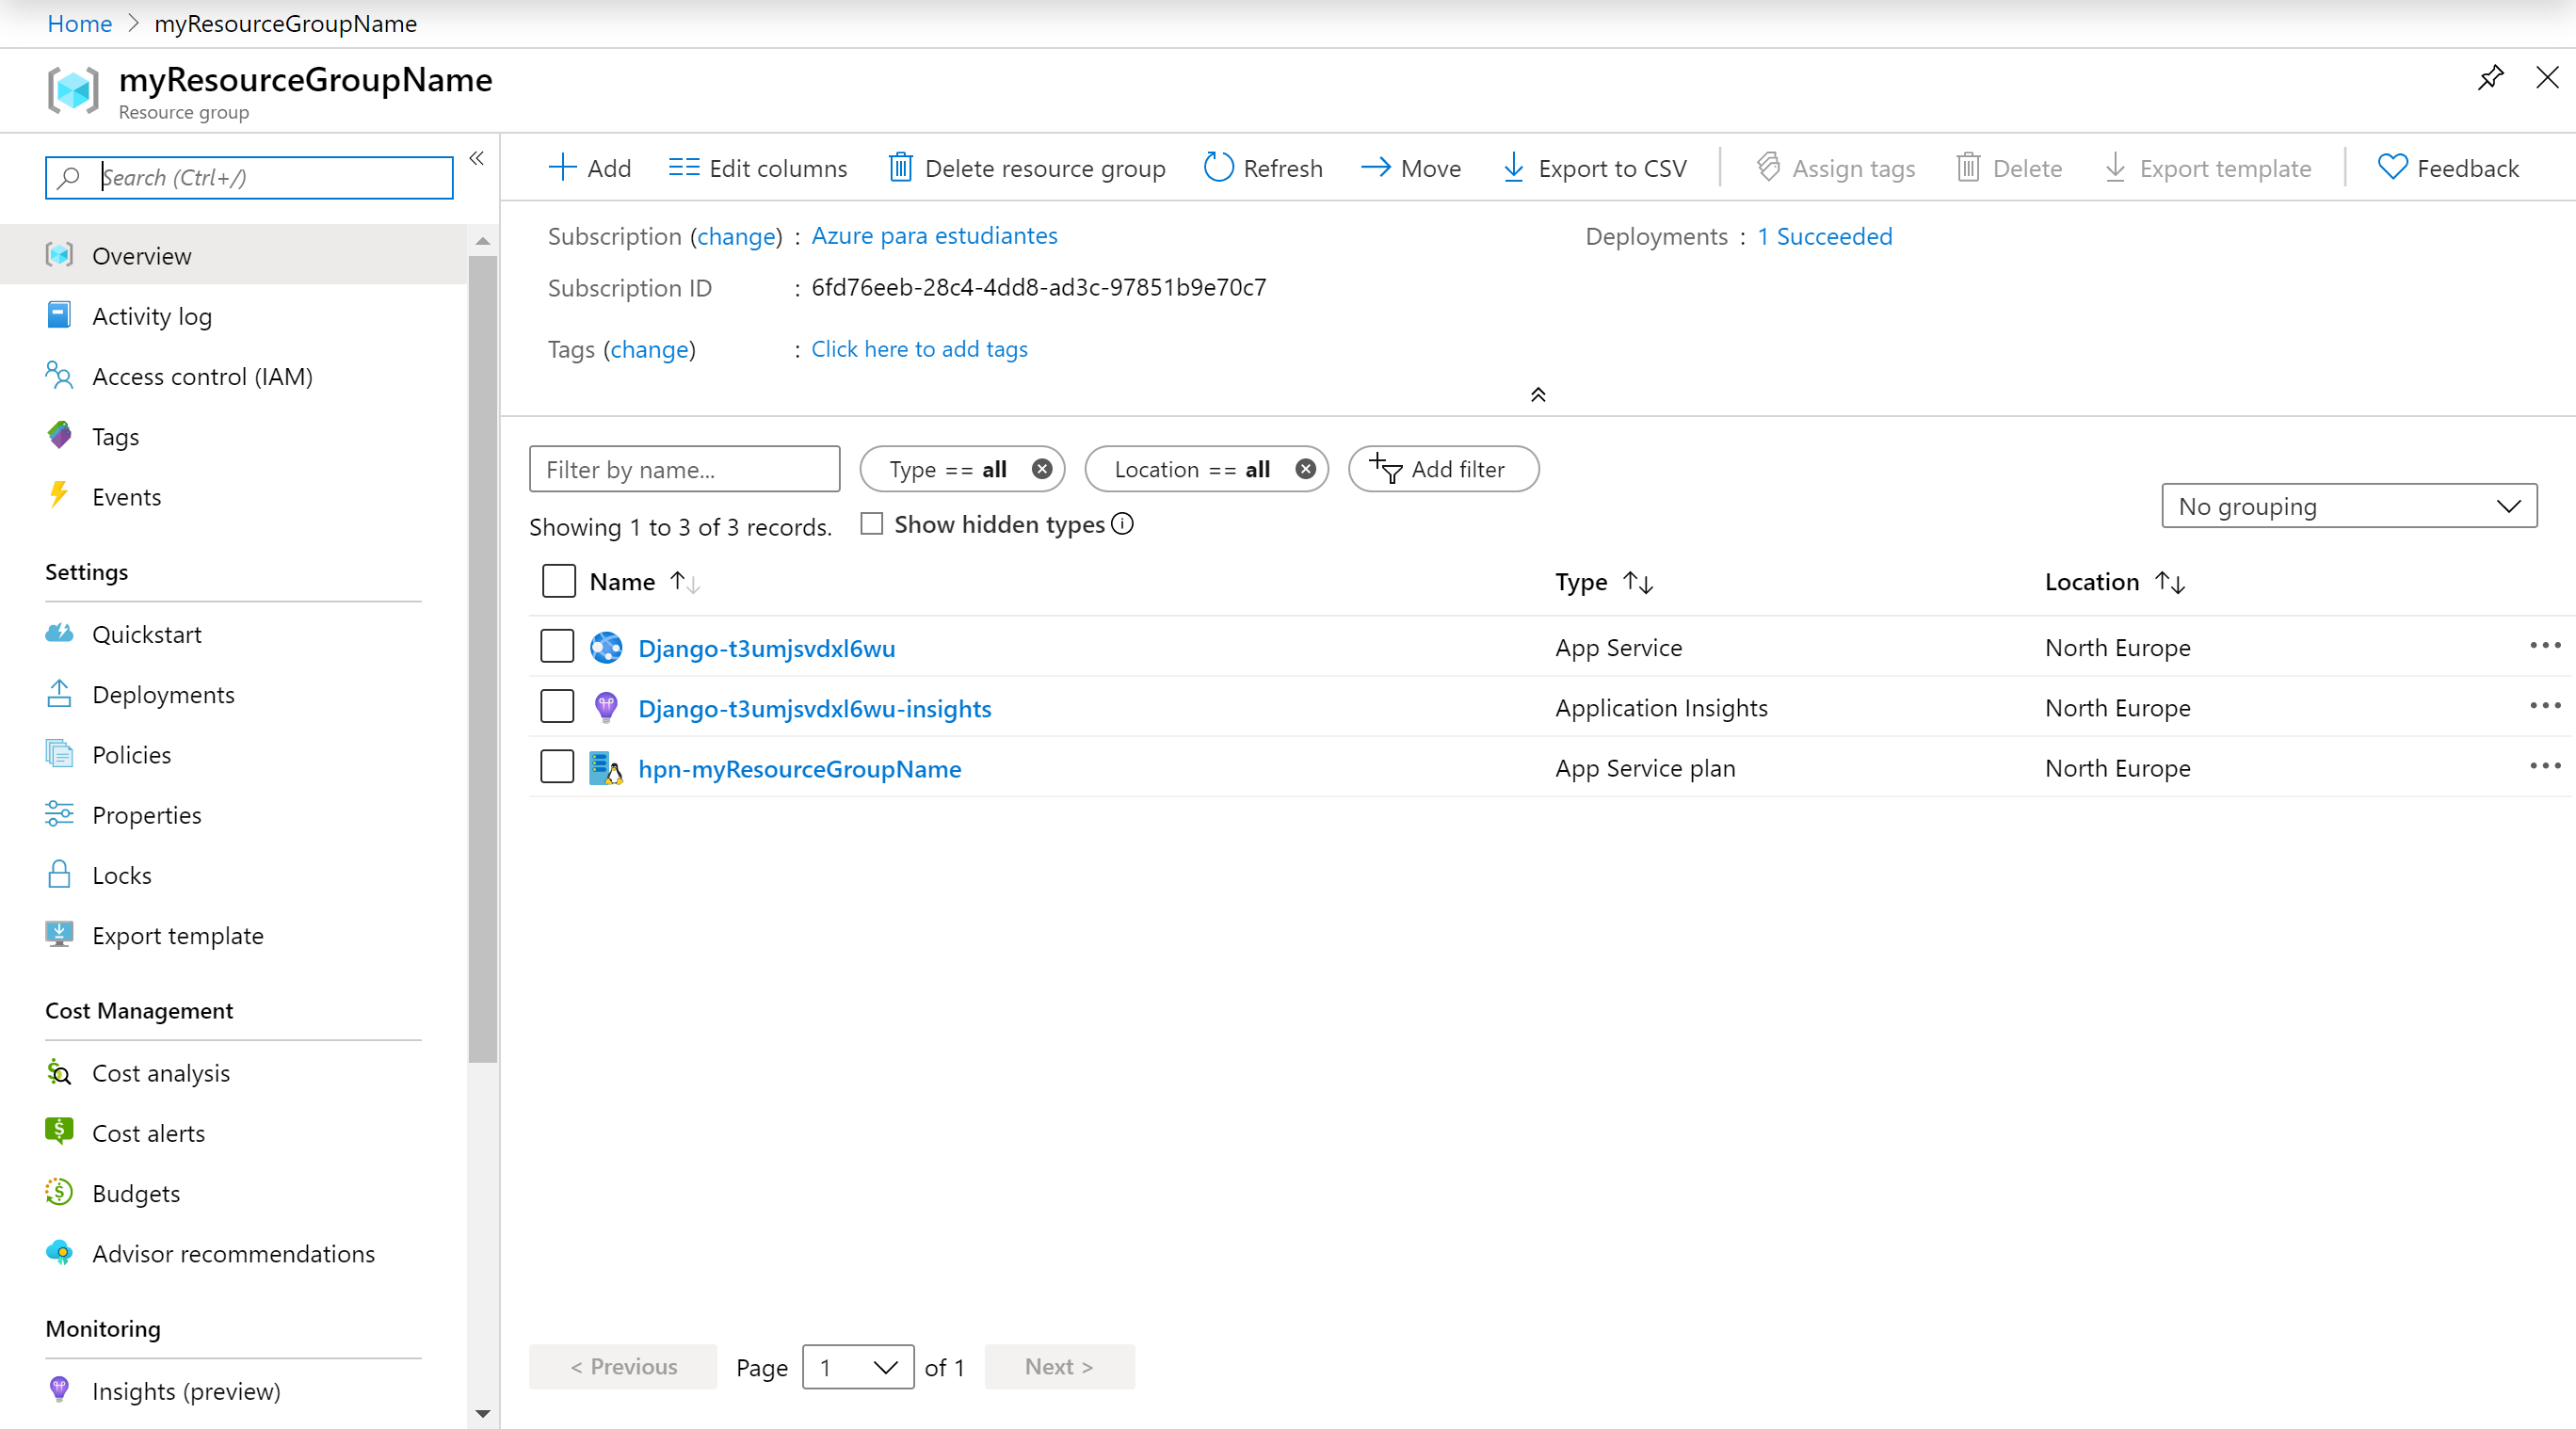 Home > myResourceGroupName
myResourceGroupName
Resource group
Search (Ctrl+/)
«
Overview
Activity log
Access control (IAM)
Tags
Events
Settings
Quickstart
Deployments
Policies
Properties
Locks
Export template
Cost Management
Cost analysis
Cost alerts
Budgets
Advisor recommendations
Monitoring
Insights (preview)
Add Edit columns Delete resource group Refresh Move Export to CSV Assign tags Delete Export template Feedback
Subscription (change) : Azure para estudiantes Deployments : 1 Succeeded
Subscription ID : 6fd76eeb-28c4-4dd8-ad3c-97851b9e70c7
Tags (change) : Click here to add tags
Filter by name... Type == all Location == all Add filter
No grouping
Showing 1 to 3 of 3 records. Show hidden types
Name Type Location
Django-t3umjsvdxl6wu App Service North Europe
Django-t3umjsvdxl6wu-insights Application Insights North Europe
hpn-myResourceGroupName App Service plan North Europe
< Previous Page 1 of 1 Next >